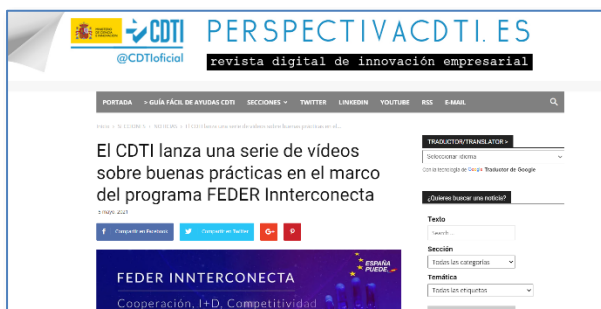 CDTI
@CDTIoficial
PERSPECTIVACDTI.ES
revista digital de innovación empresarial
PORTADA > GUÍA FÁCIL DE AYUDAS CDTI SECCIONES TWITTER LINKEDIN YOUTUBE RSS E-MAIL
El CDTI lanza una serie de vídeos
sobre buenas prácticas en el marco
del programa FEDER Innterconecta
5 mayo 2021
Compartir en Facebook
Compartir en Twitter
G+
FEDER INNTERCONECTA
Cooperación, I+D, Competitividad
ESPAÑA
PUEDE.
TRADUCTOR/TRANSLATOR >
Seleccionar idioma
Con la tecnología de Google Traductor de Google
¿Quieres buscar una noticia?
Texto
Search...
Sección
Todas las categorías
Temática
Todas las etiquetas